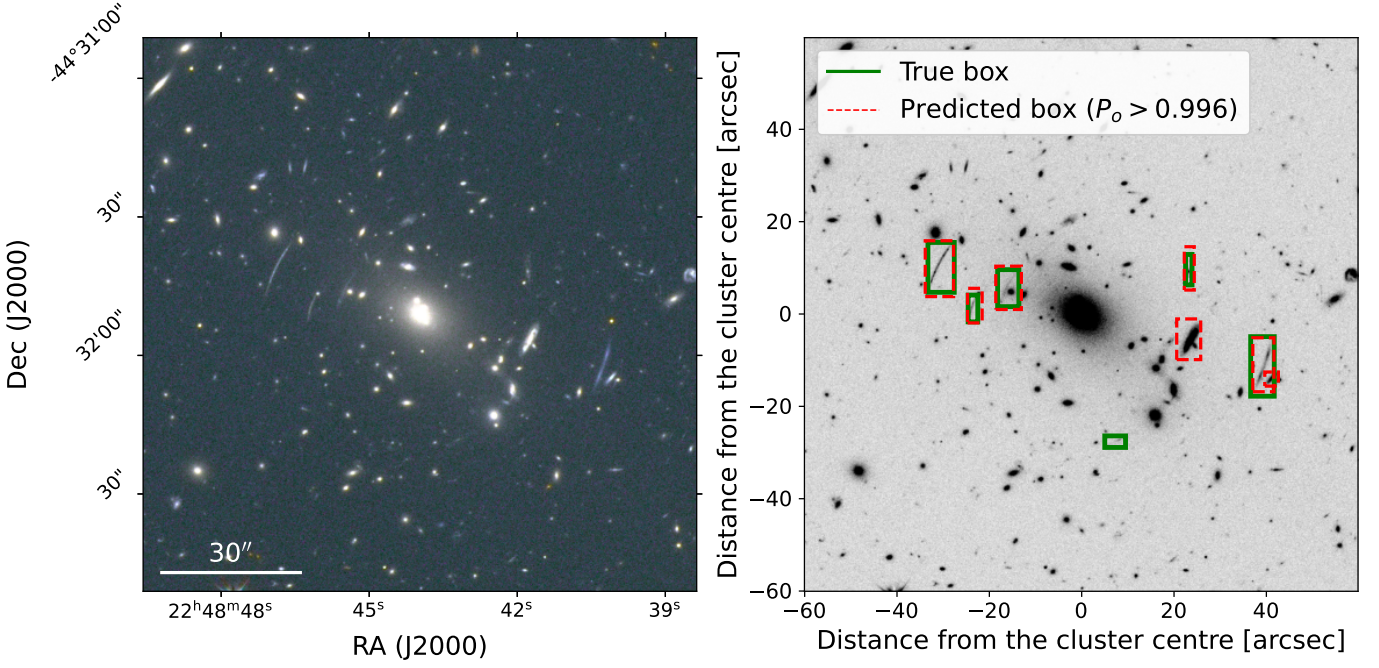 -44°31'00"
30"
32'00"
30"
Dec (J2000)
30″
22ʰ48ᵐ48ˢ 45ˢ 42ˢ 39ˢ
RA (J2000)
True box
Predicted box (Pₒ > 0.996)
40
20
0
−20
−40
−60
Distance from the cluster centre [arcsec]
−60 −40 −20 0 20 40
Distance from the cluster centre [arcsec]